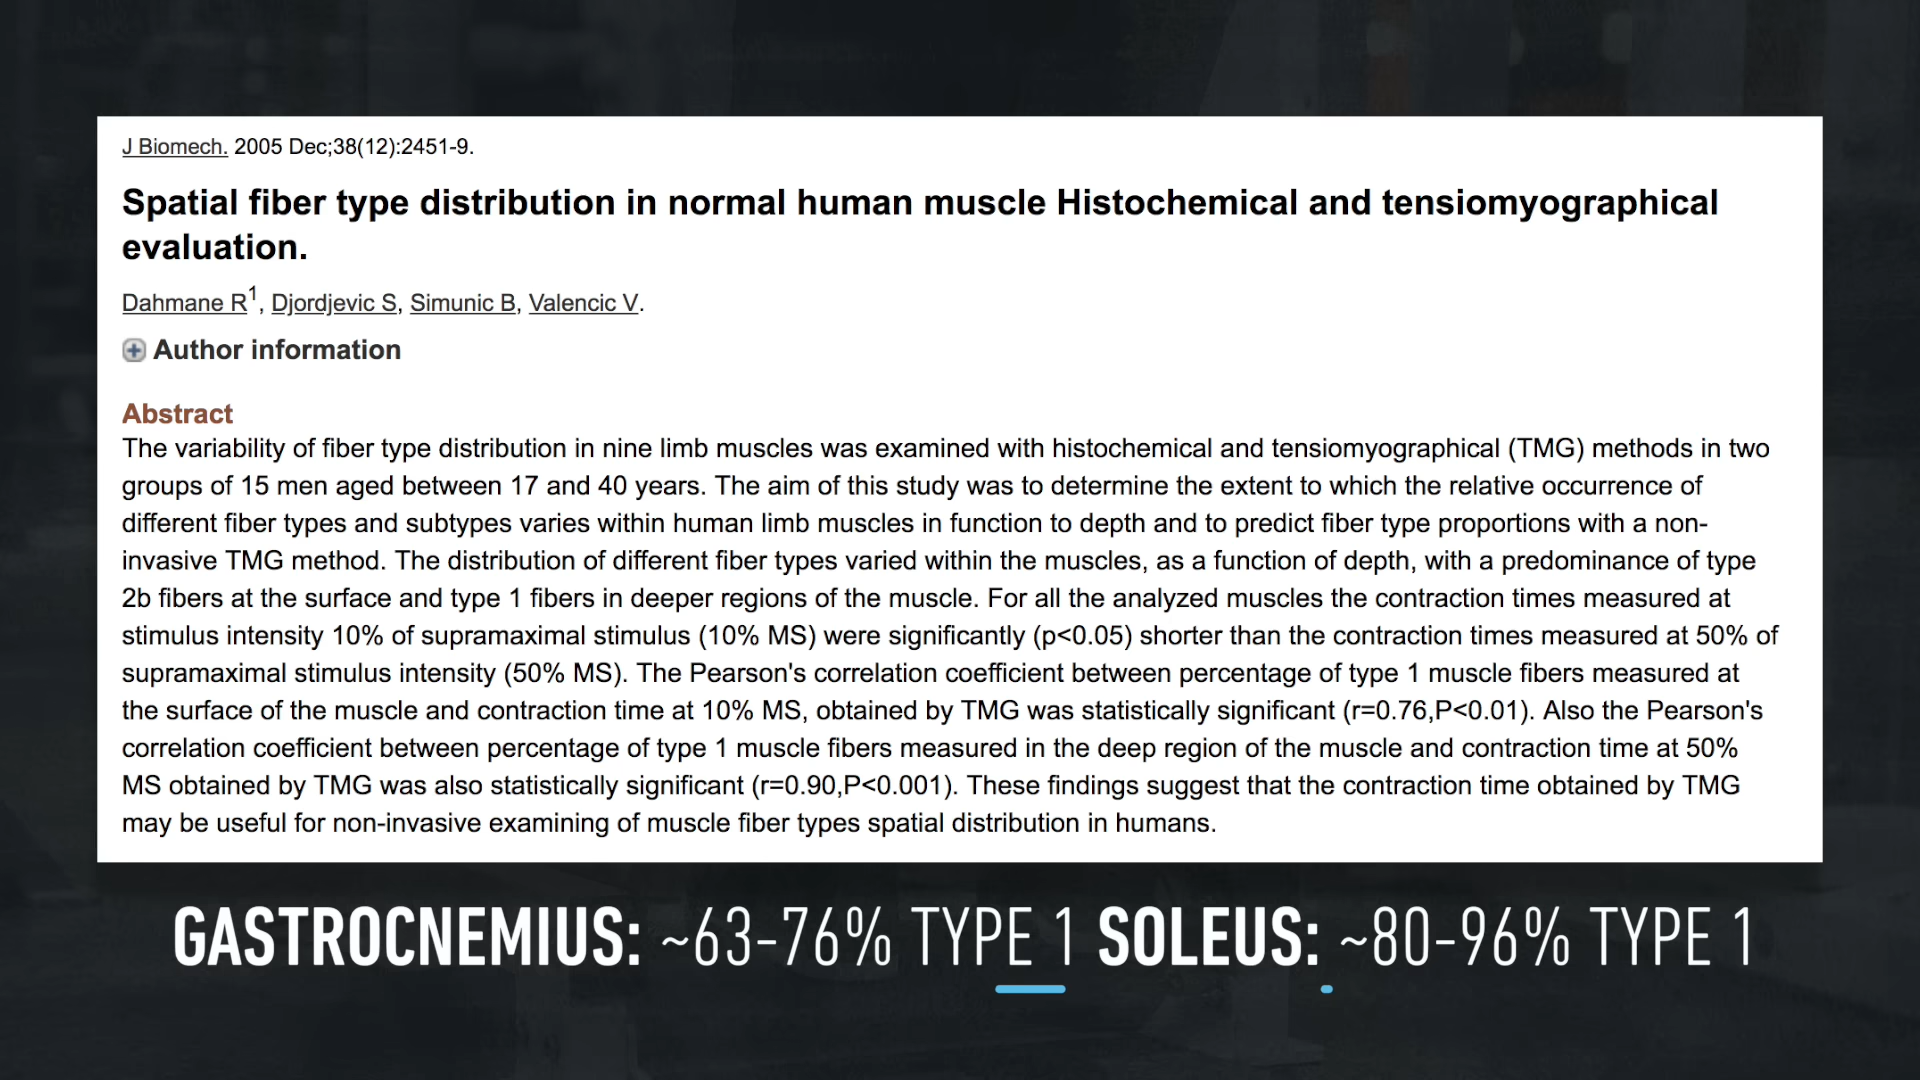 J Biomech. 2005 Dec;38(12):2451-9.
Spatial fiber type distribution in normal human muscle Histochemical and tensiomyographical
evaluation.
Dahmane R1, Djordjevic S, Simunic B, Valencic V.
Author information
Abstract
The variability of fiber type distribution in nine limb muscles was examined with histochemical and tensiomyographical (TMG) methods in two
groups of 15 men aged between 17 and 40 years. The aim of this study was to determine the extent to which the relative occurrence of
different fiber types and subtypes varies within human limb muscles in function to depth and to predict fiber type proportions with a non-
invasive TMG method. The distribution of different fiber types varied within the muscles, as a function of depth, with a predominance of type
2b fibers at the surface and type 1 fibers in deeper regions of the muscle. For all the analyzed muscles the contraction times measured at
stimulus intensity 10% of supramaximal stimulus (10% MS) were significantly (p<0.05) shorter than the contraction times measured at 50% of
supramaximal stimulus intensity (50% MS). The Pearson's correlation coefficient between percentage of type 1 muscle fibers measured at
the surface of the muscle and contraction time at 10% MS, obtained by TMG was statistically significant (r=0.76,P<0.01). Also the Pearson's
correlation coefficient between percentage of type 1 muscle fibers measured in the deep region of the muscle and contraction time at 50%
MS obtained by TMG was also statistically significant (r=0.90,P<0.001). These findings suggest that the contraction time obtained by TMG
may be useful for non-invasive examining of muscle fiber types spatial distribution in humans.
GASTROCNEMIUS: ~63-76% TYPE 1 SOLEUS: ~80-96% TYPE 1